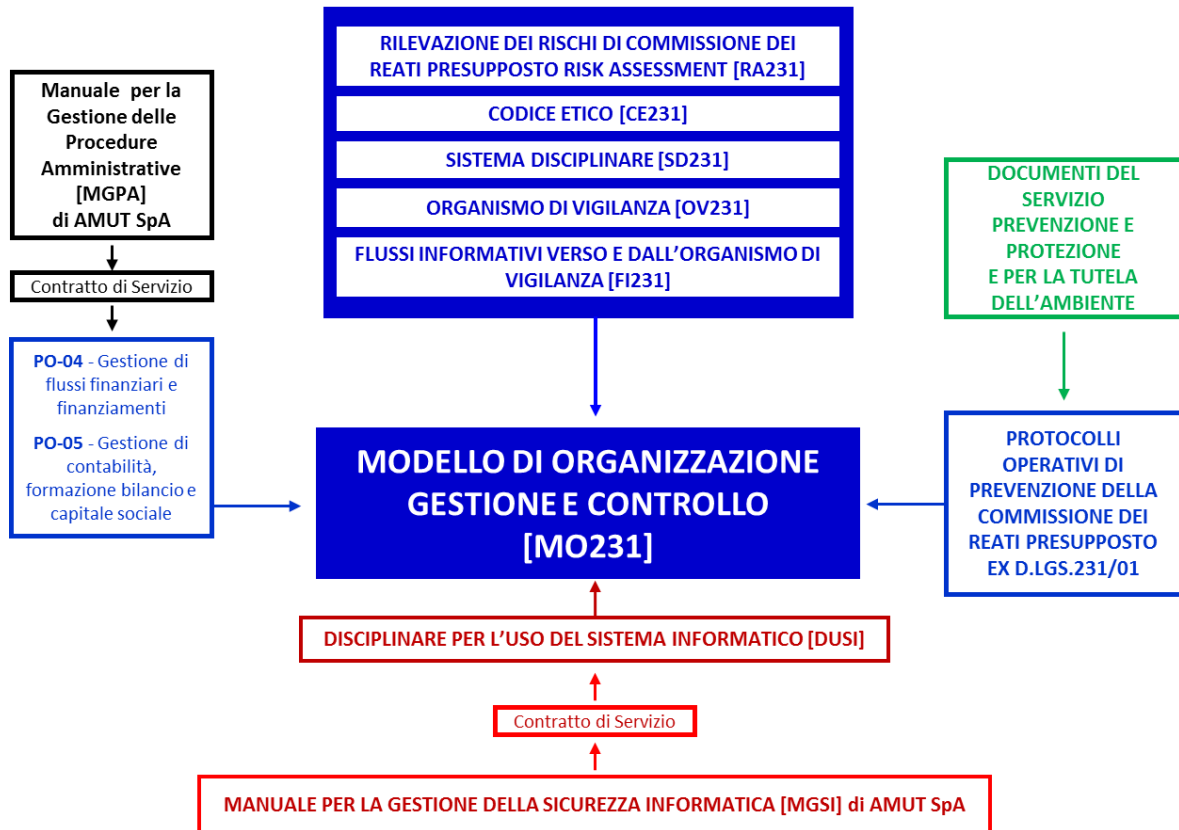 RILEVAZIONE DEI RISCHI DI COMMISSIONE DEI
REATI PRESUPPOSTO RISK ASSESSMENT [RA231]
CODICE ETICO [CE231]
SISTEMA DISCIPLINARE [SD231]
ORGANISMO DI VIGILANZA [OV231]
FLUSSI INFORMATIVI VERSO E DALL’ORGANISMO DI
VIGILANZA [FI231]
Manuale per la
Gestione delle
Procedure
Amministrative
[MGPA]
di AMUT SpA
Contratto di Servizio
PO-04 - Gestione di
flussi finanziari e
finanziamenti
PO-05 - Gestione di
contabilità,
formazione bilancio e
capitale sociale
DOCUMENTI DEL
SERVIZIO
PREVENZIONE E
PROTEZIONE
E PER LA TUTELA
DELL’AMBIENTE
PROTOCOLLI
OPERATIVI DI
PREVENZIONE DELLA
COMMISSIONE DEI
REATI PRESUPPOSTO
EX D.LGS.231/01
MODELLO DI ORGANIZZAZIONE
GESTIONE E CONTROLLO
[MO231]
DISCIPLINARE PER L’USO DEL SISTEMA INFORMATICO [DUSI]
Contratto di Servizio
MANUALE PER LA GESTIONE DELLA SICUREZZA INFORMATICA [MGSI] di AMUT SpA